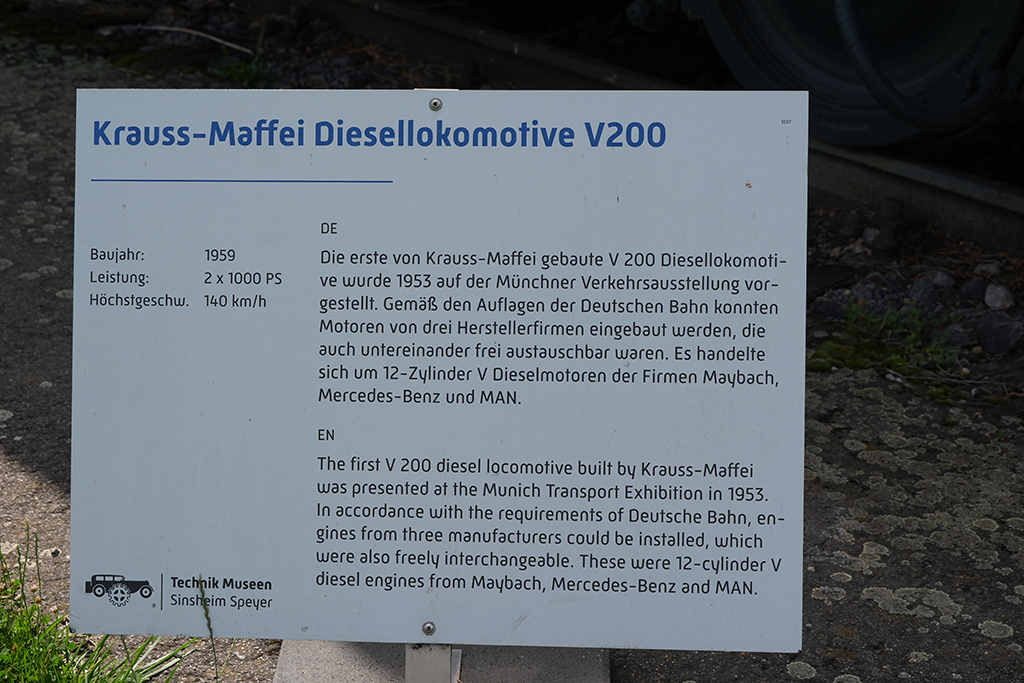 Krauss-Maffei Diesellokomotive V200
3537
Baujahr: 1959
Leistung: 2 x 1000 PS
Höchstgeschw. 140 km/h
DE
Die erste von Krauss-Maffei gebaute V 200 Diesellokomoti-
ve wurde 1953 auf der Münchner Verkehrsausstellung vor-
gestellt. Gemäß den Auflagen der Deutschen Bahn konnten
Motoren von drei Herstellerfirmen eingebaut werden, die
auch untereinander frei austauschbar waren. Es handelte
sich um 12-Zylinder V Dieselmotoren der Firmen Maybach,
Mercedes-Benz und MAN.
EN
The first V 200 diesel locomotive built by Krauss-Maffei
was presented at the Munich Transport Exhibition in 1953.
In accordance with the requirements of Deutsche Bahn, en-
gines from three manufacturers could be installed, which
were also freely interchangeable. These were 12-cylinder V
diesel engines from Maybach, Mercedes-Benz and MAN.
Technik Museen
Sinsheim Speyer